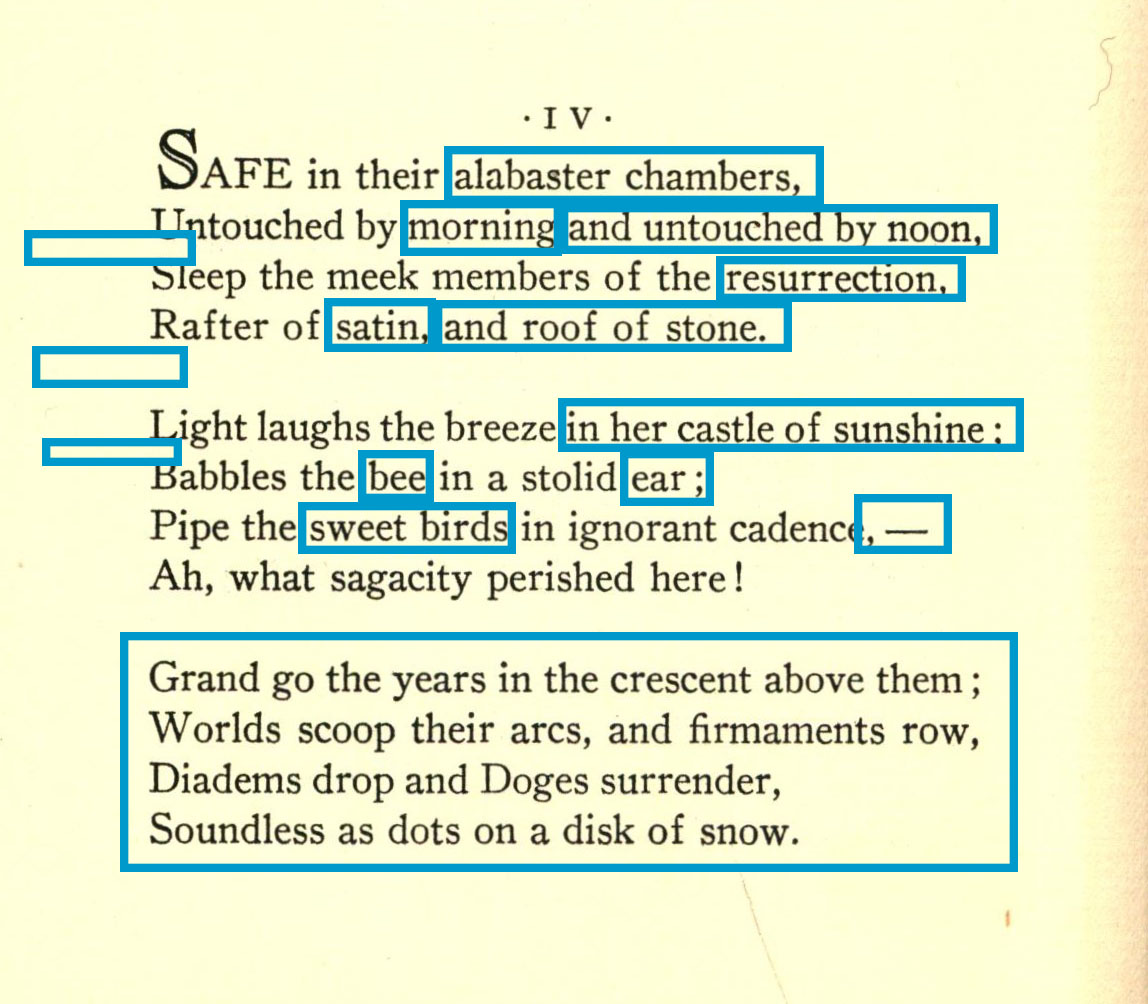 · I V ·
SAFE in their alabaster chambers,
Untouched by morning and untouched by noon,
Sleep the meek members of the resurrection,
Rafter of satin, and roof of stone.
Light laughs the breeze in her castle of sunshine :
Babbles the bee in a stolid ear ;
Pipe the sweet birds in ignorant cadence, —
Ah, what sagacity perished here !
Grand go the years in the crescent above them ;
Worlds scoop their arcs, and firmaments row,
Diadems drop and Doges surrender,
Soundless as dots on a disk of snow.